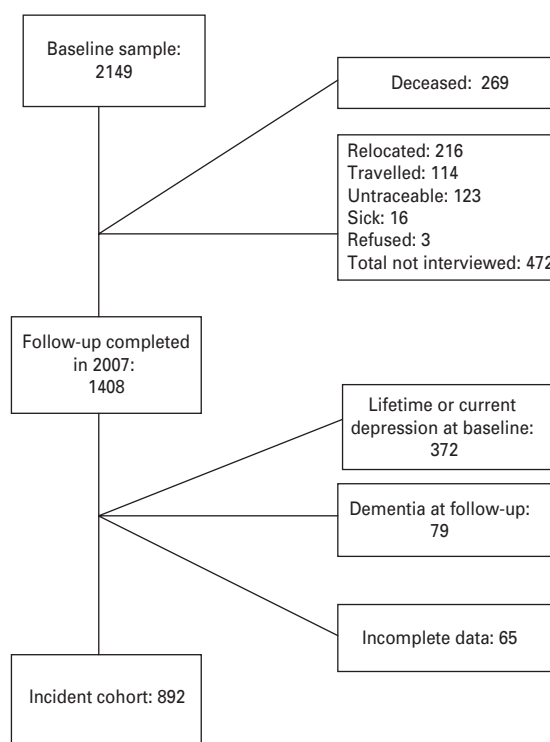 Baseline sample:
2149
Deceased: 269
Relocated: 216
Travelled: 114
Untraceable: 123
Sick: 16
Refused: 3
Total not interviewed: 472
Follow-up completed
in 2007:
1408
Lifetime or current
depression at baseline:
372
Dementia at follow-up:
79
Incomplete data: 65
Incident cohort: 892